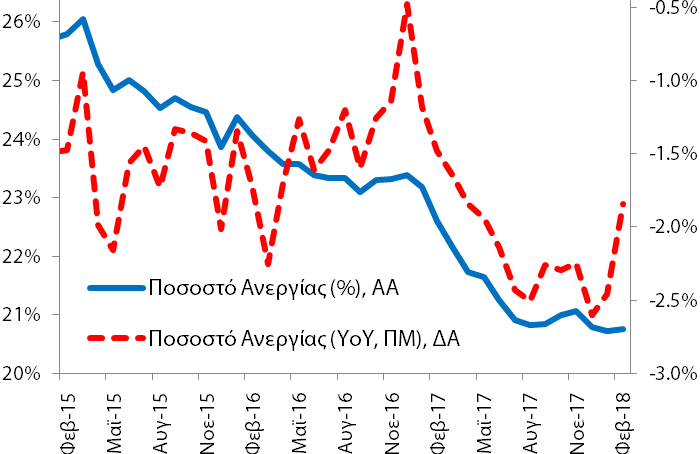 26%
25%
24%
23%
22%
21%
20%
-0.5%
-1.0%
-1.5%
-2.0%
-2.5%
-3.0%
Ποσοστό Ανεργίας (%), ΑΑ
Ποσοστό Ανεργίας (YoY, ΠΜ), ΔΑ
Φεβ-15
Μαϊ-15
Αυγ-15
Νοε-15
Φεβ-16
Μαϊ-16
Αυγ-16
Νοε-16
Φεβ-17
Μαϊ-17
Αυγ-17
Νοε-17
Φεβ-18